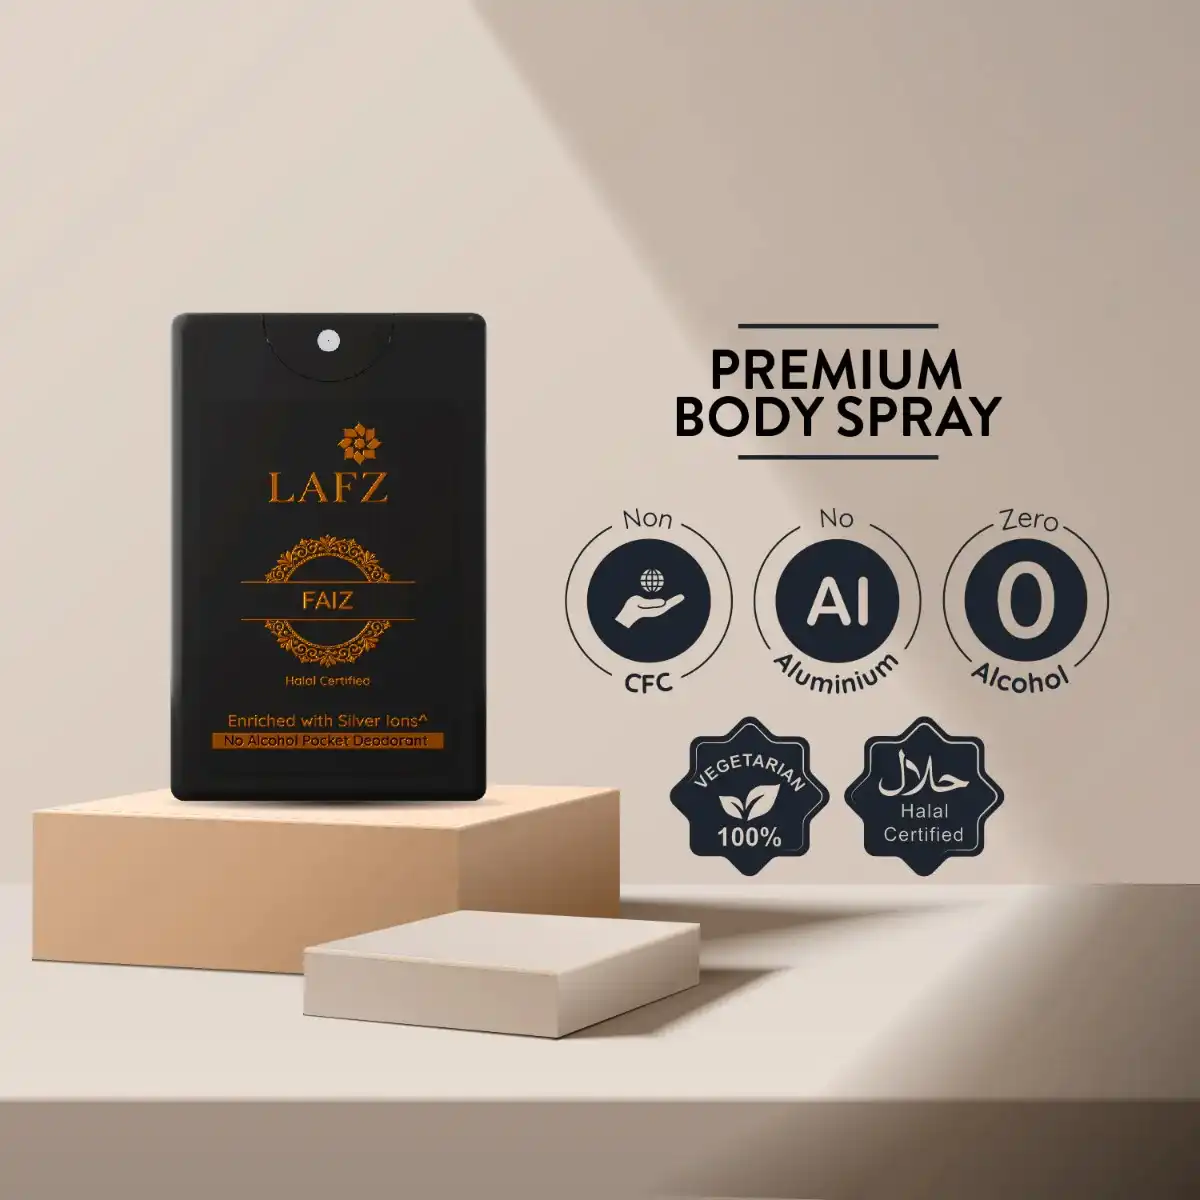 LAFZ
FAIZ
Halal Certified
Enriched with Silver Ions^
No Alcohol Pocket Deodorant
PREMIUM
BODY SPRAY
Non
CFC
No
Al
Aluminium
Zero
0
Alcohol
VEGETARIAN
100%
حلال
Halal
Certified